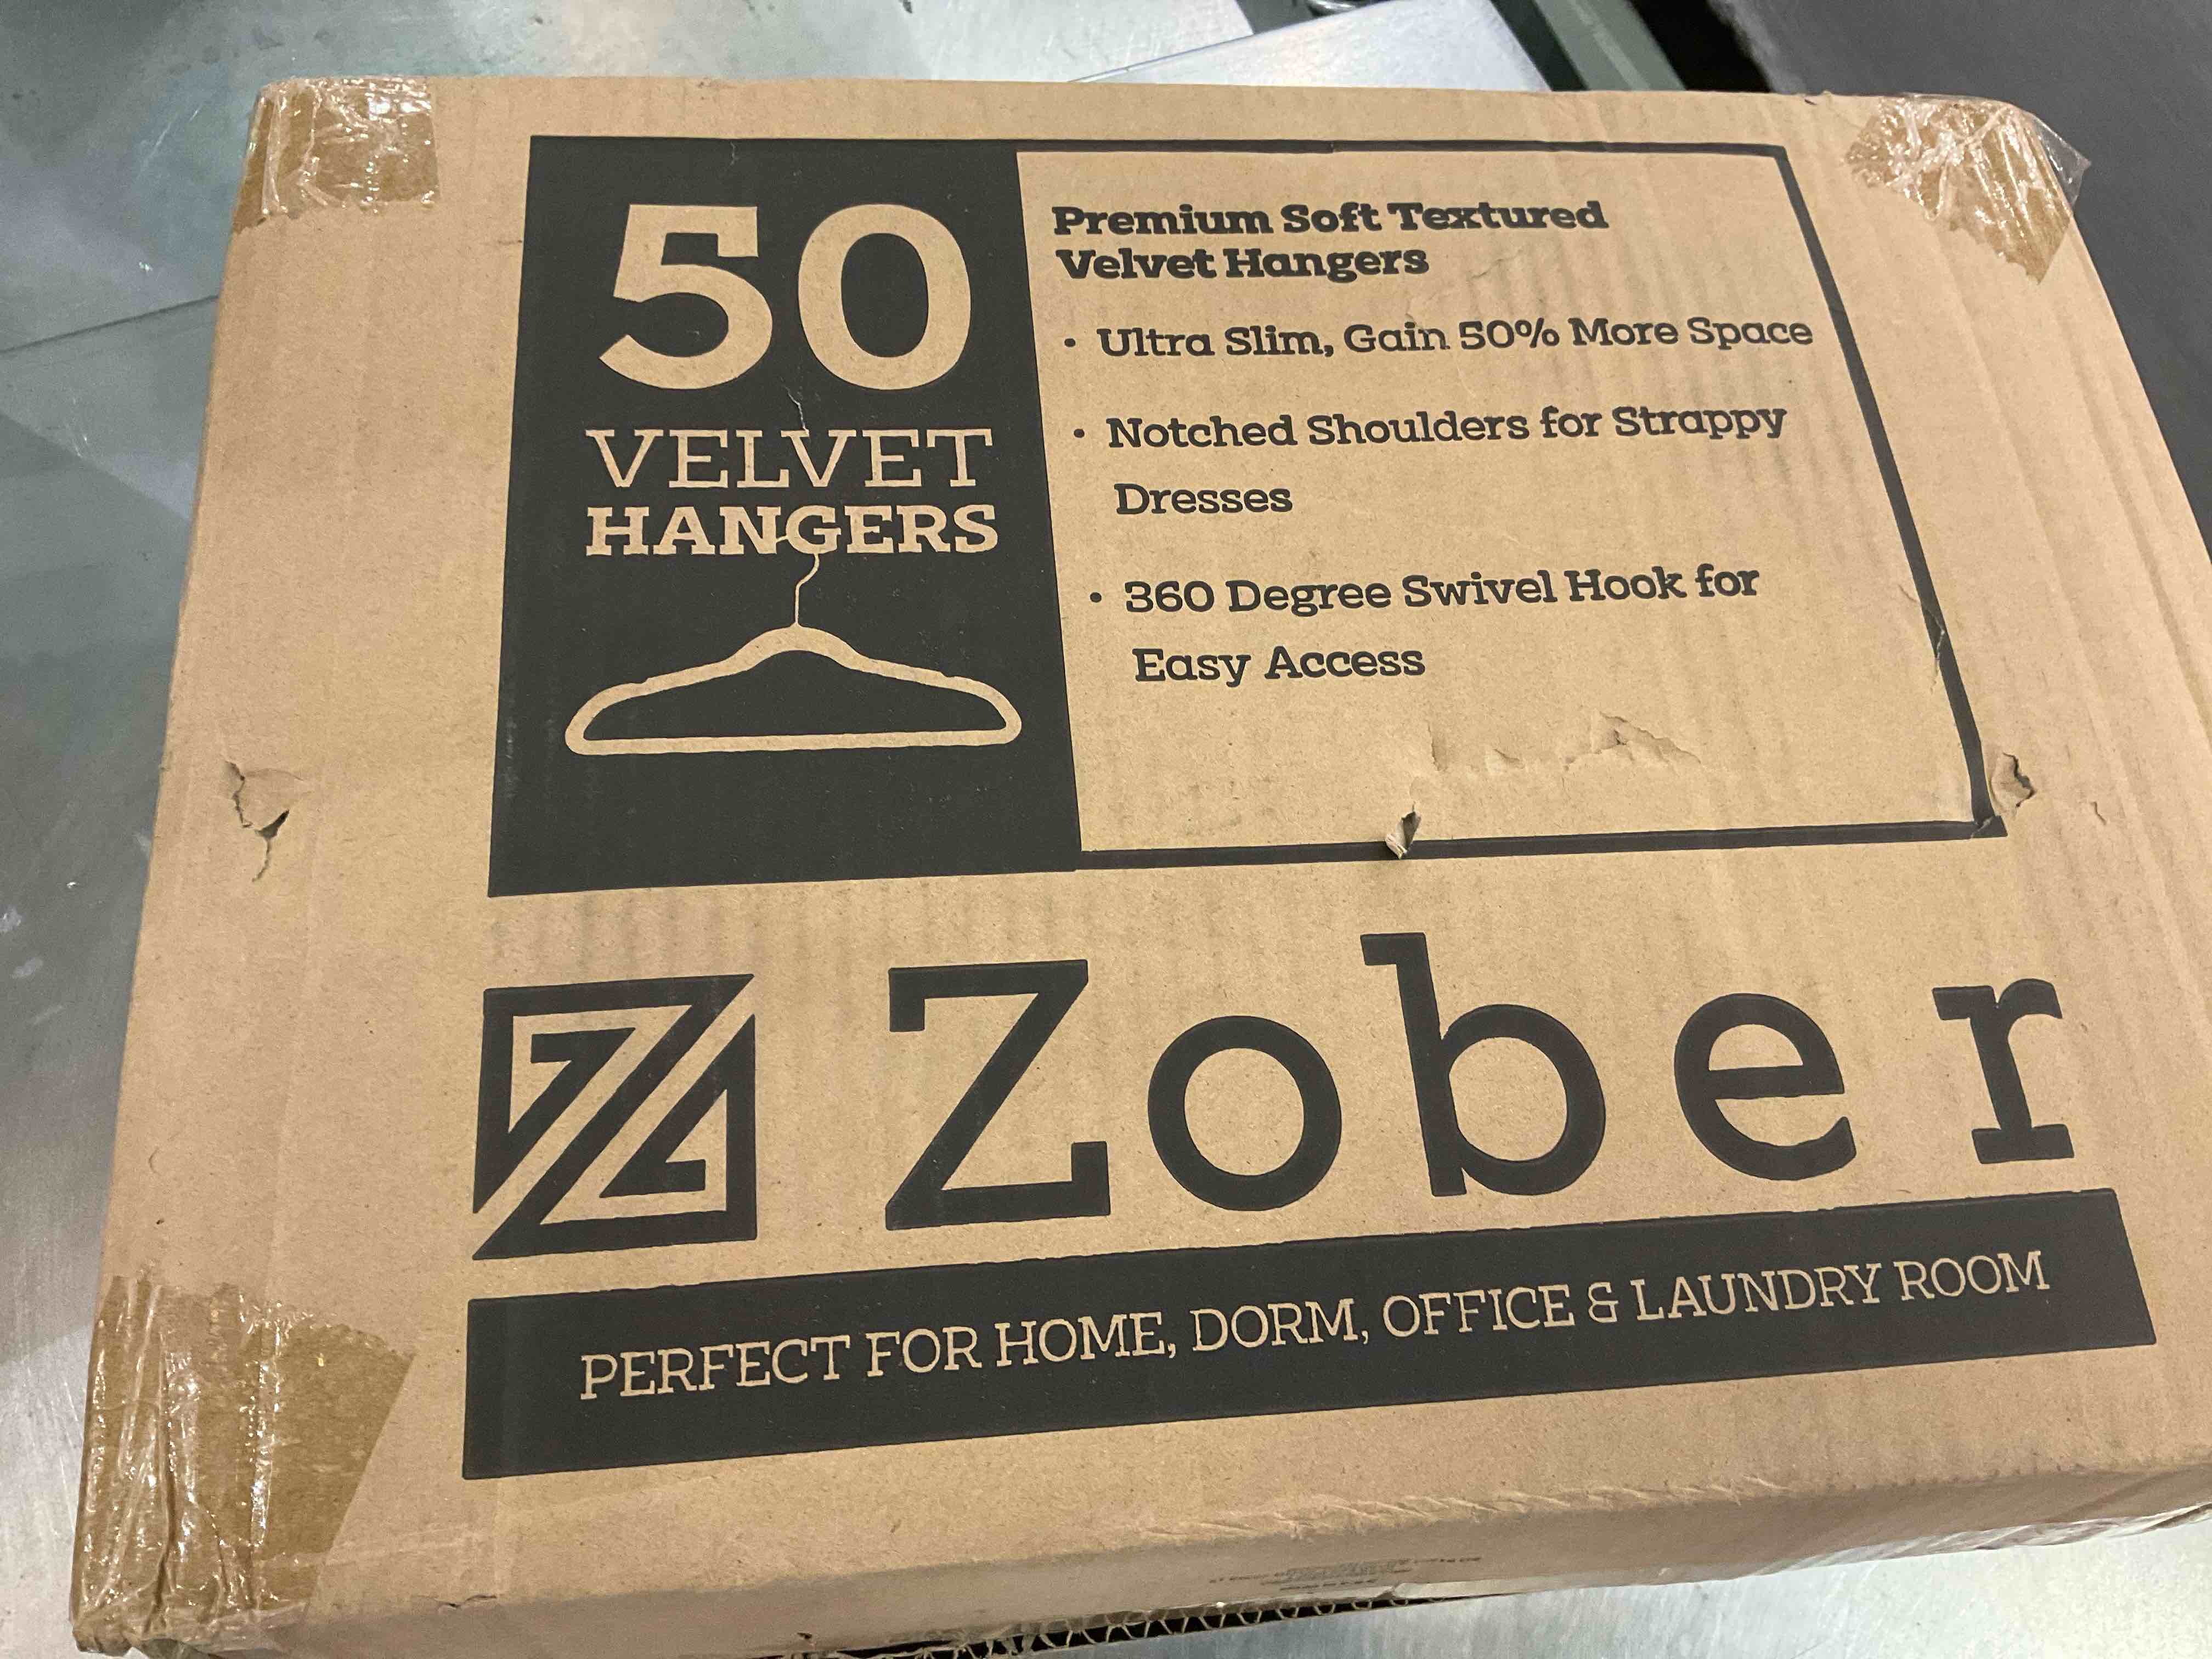 50
VELVET
HANGERS
Premium Soft Textured
Velvet Hangers
• Ultra Slim, Gain 50% More Space
• Notched Shoulders for Strappy
Dresses
• 360 Degree Swivel Hook for
Easy Access
Zober
PERFECT FOR HOME, DORM, OFFICE & LAUNDRY ROOM